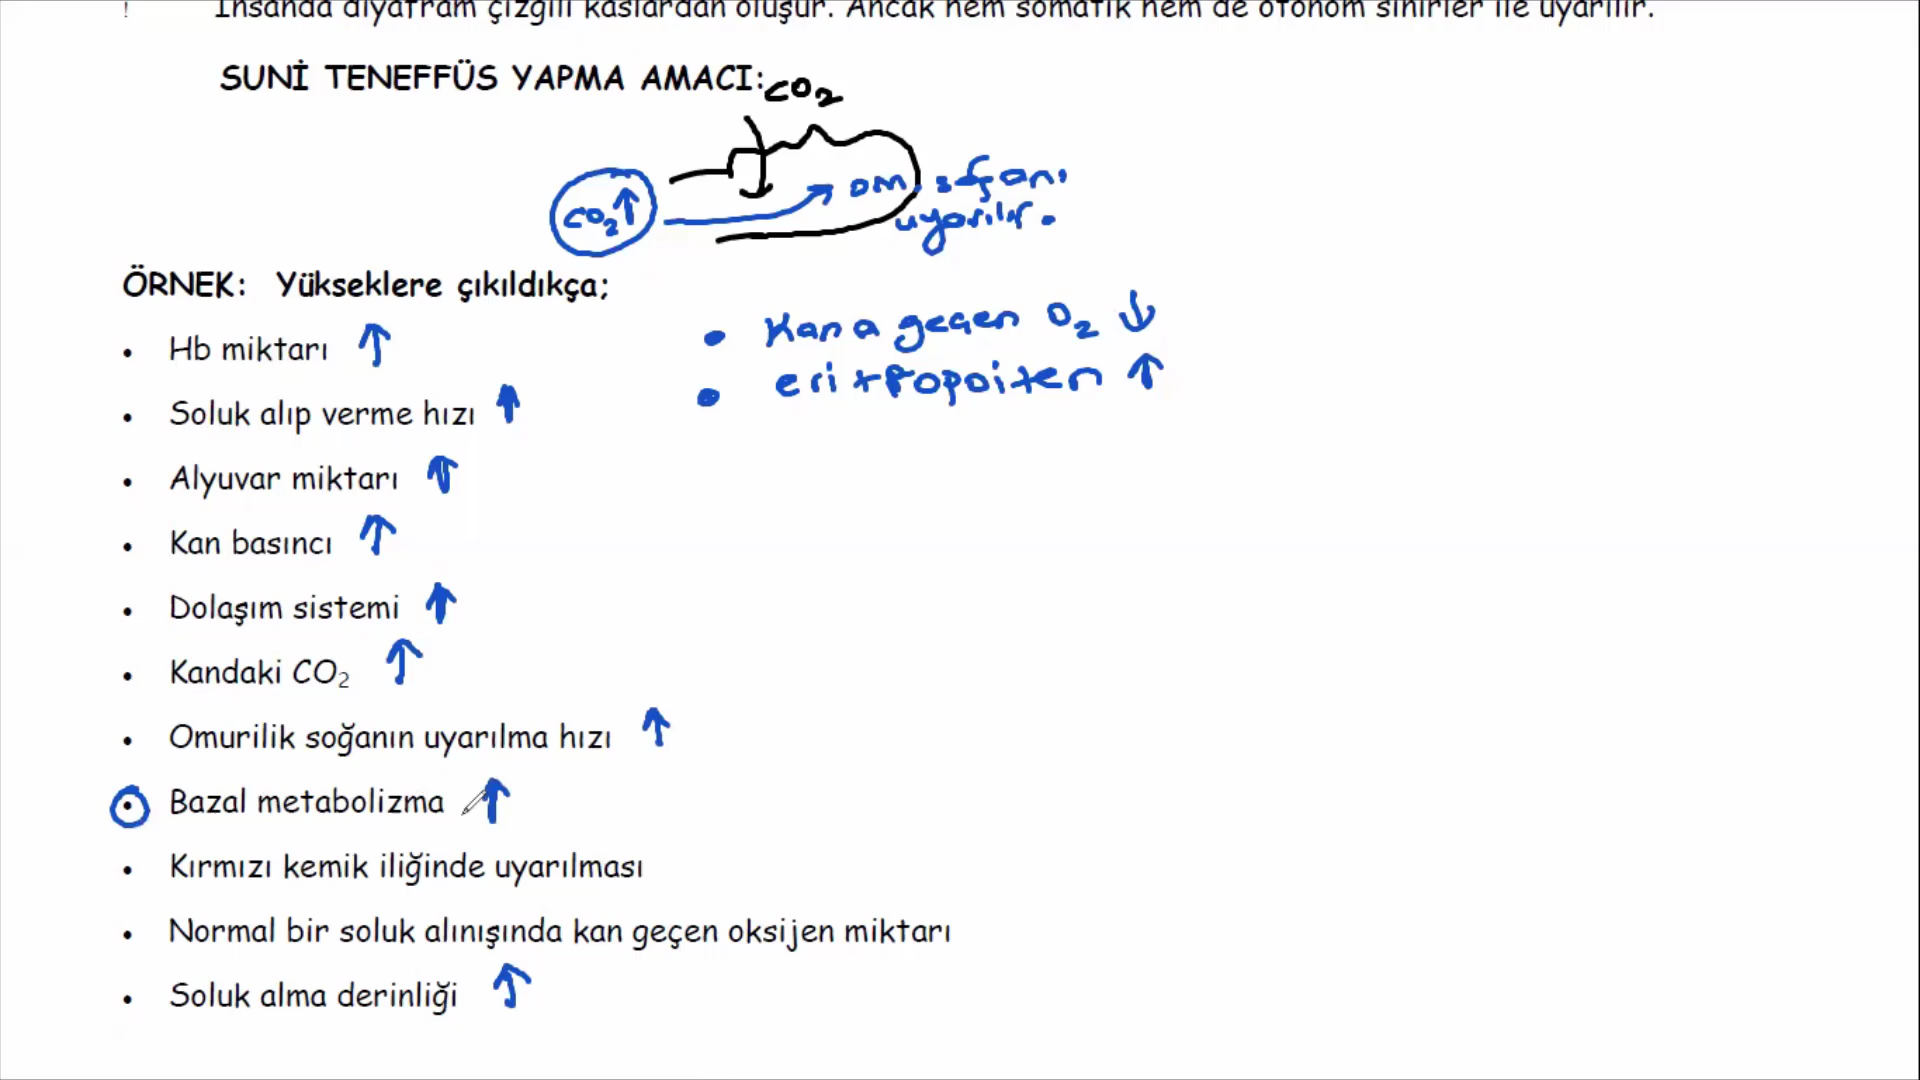 ! İnsanda diyafram çizgili kaslardan oluşur. Ancak hem somatik hem de otonom sinirler ile uyarılır.
SUNİ TENEFFÜS YAPMA AMACI: CO2
CO2↑ → om. sğanı
uyarılır.
ÖRNEK: Yükseklere çıkıldıkça;
• Hb miktarı ↑
• Kana geçen O2 ↓
• Soluk alıp verme hızı ↑
• eritropoiten ↑
• Alyuvar miktarı ↑
• Kan basıncı ↑
• Dolaşım sistemi ↑
• Kandaki CO₂ ↑
• Omurilik soğanın uyarılma hızı ↑
• Bazal metabolizma ↑
• Kırmızı kemik iliğinde uyarılması
• Normal bir soluk alınışında kan geçen oksijen miktarı
• Soluk alma derinliği ↑